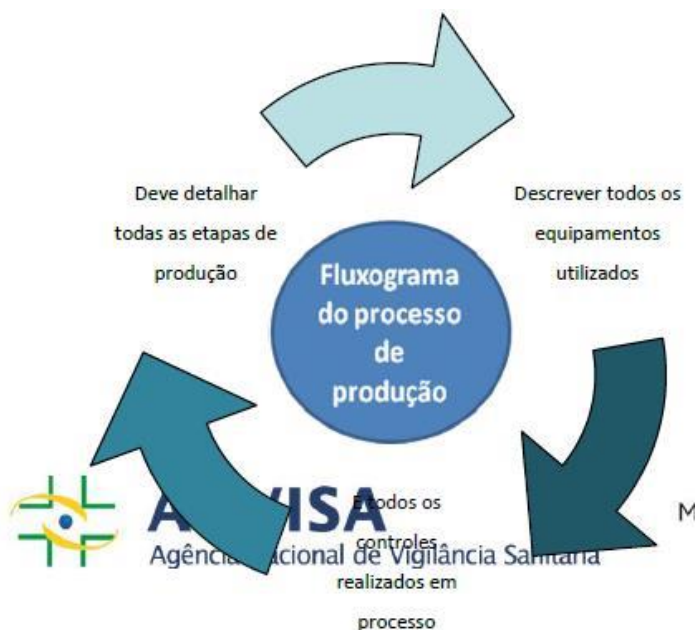 Deve detalhar
todas as etapas de
produção
Descrever todos os
equipamentos
utilizados
Fluxograma
do processo
de
produção
E todos os
controles
realizados em
processo
Agência Nacional de Vigilância Sanitária
M